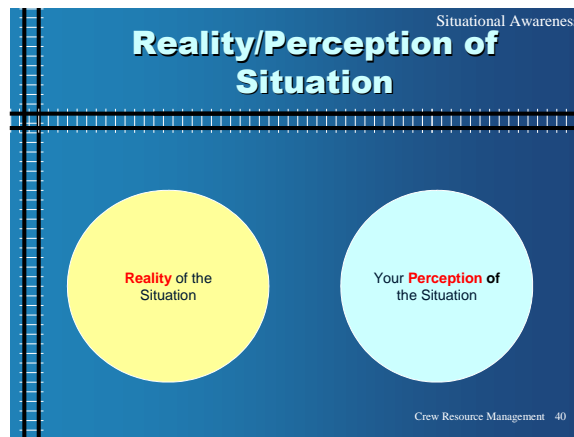 Situational Awarenes
Reality/Perception of
Situation
Reality of the
Situation
Your Perception of
the Situation
Crew Resource Management 40